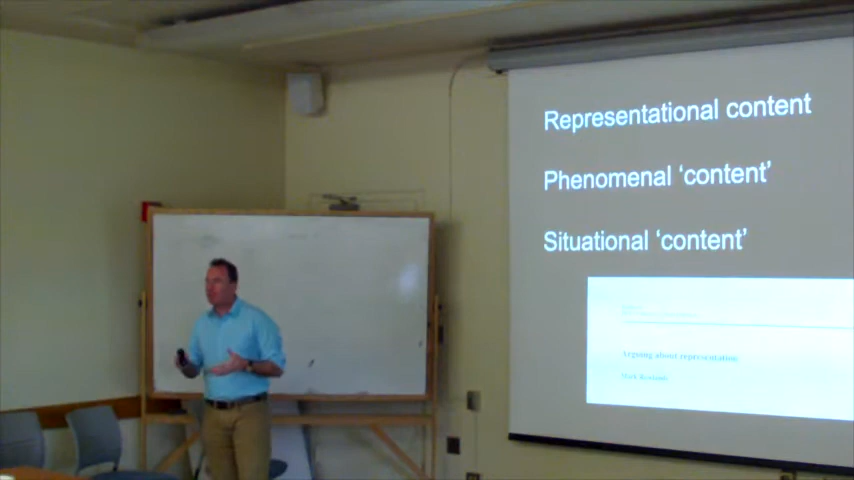 Representational content
Phenomenal ‘content’
Situational ‘content’
Arguing about representation
Mark Rowlands